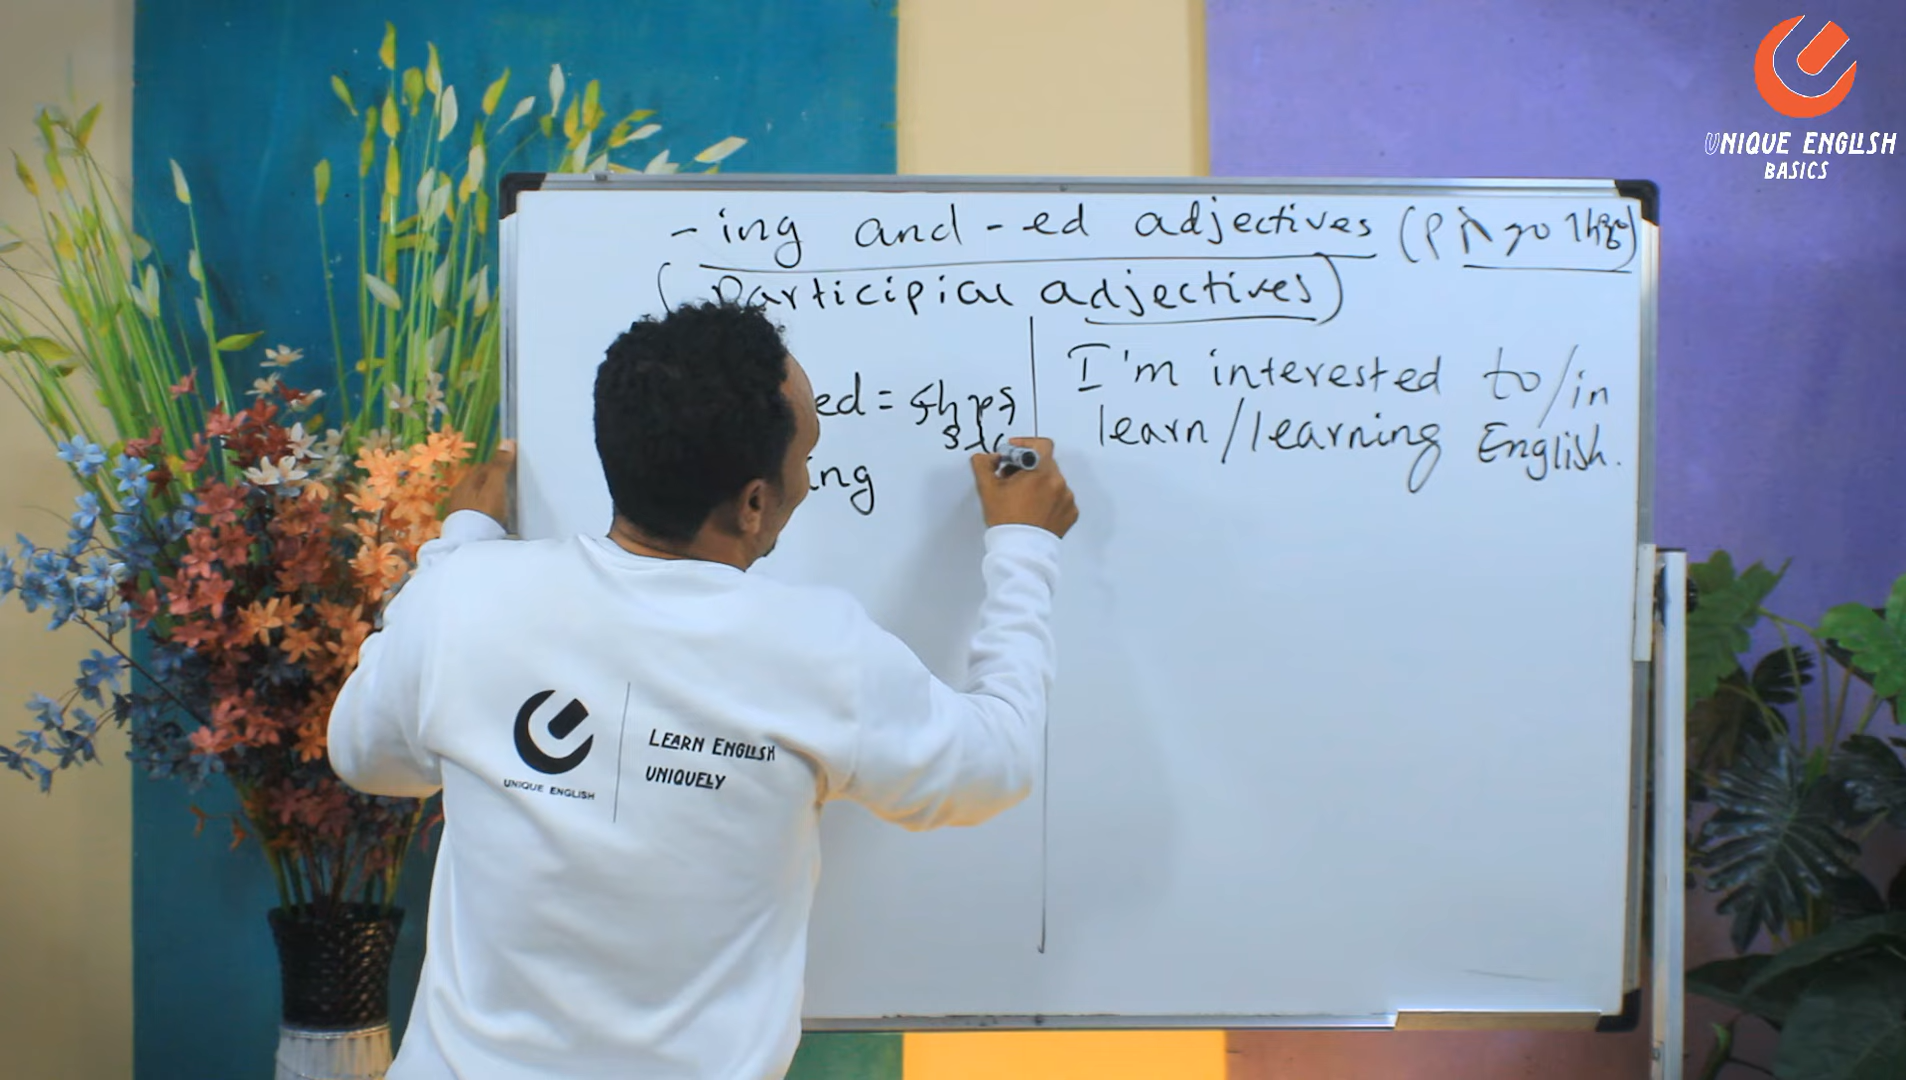 -ing and -ed adjectives
(Participial adjectives)
ed =
ing
I'm interested to/in
learn/learning English.
UNIQUE ENGLISH
BASICS
LEARN ENGLISH
UNIQUELY
UNIQUE ENGLISH